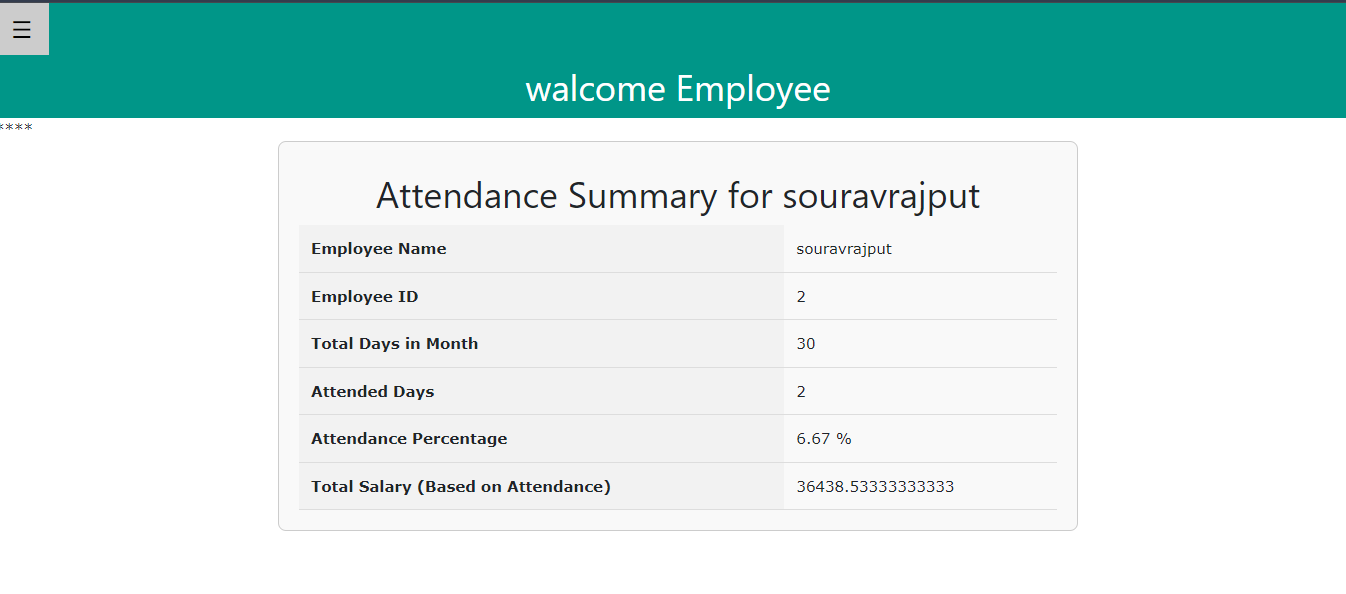 ☰
walcome Employee
****
Attendance Summary for souravrajput
Employee Name souravrajput
Employee ID 2
Total Days in Month 30
Attended Days 2
Attendance Percentage 6.67 %
Total Salary (Based on Attendance) 36438.53333333333